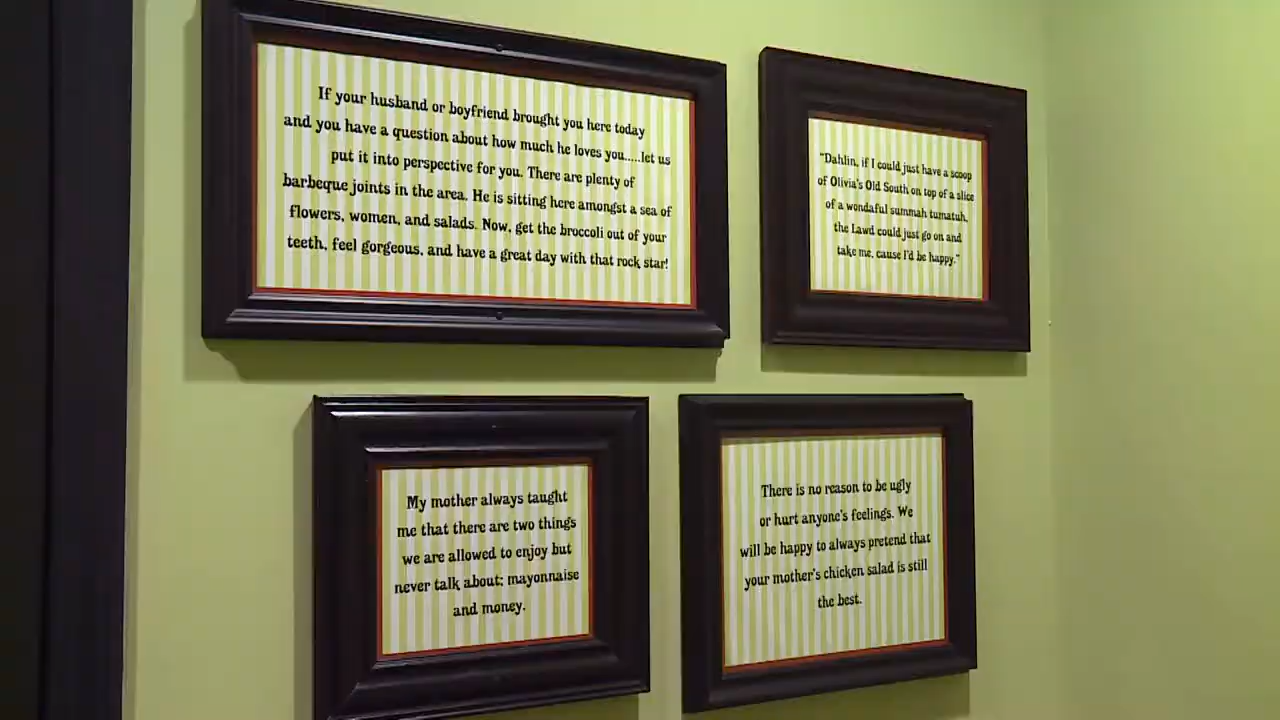 If your husband or boyfriend brought you here today
and you have a question about how much he loves you.....let us
put it into perspective for you. There are plenty of
barbeque joints in the area. He is sitting here amongst a sea of
flowers, women, and salads. Now, get the broccoli out of your
teeth, feel gorgeous, and have a great day with that rock star!
"Dahlin, if I could just have a scoop
of Olivia's Old South on top of a slice
of a wondaful summah tumatuh,
the Lawd could just go on and
take me, cause I'd be happy."
My mother always taught
me that there are two things
we are allowed to enjoy but
never talk about: mayonnaise
and money.
There is no reason to be ugly
or hurt anyone's feelings. We
will be happy to always pretend that
your mother's chicken salad is still
the best.